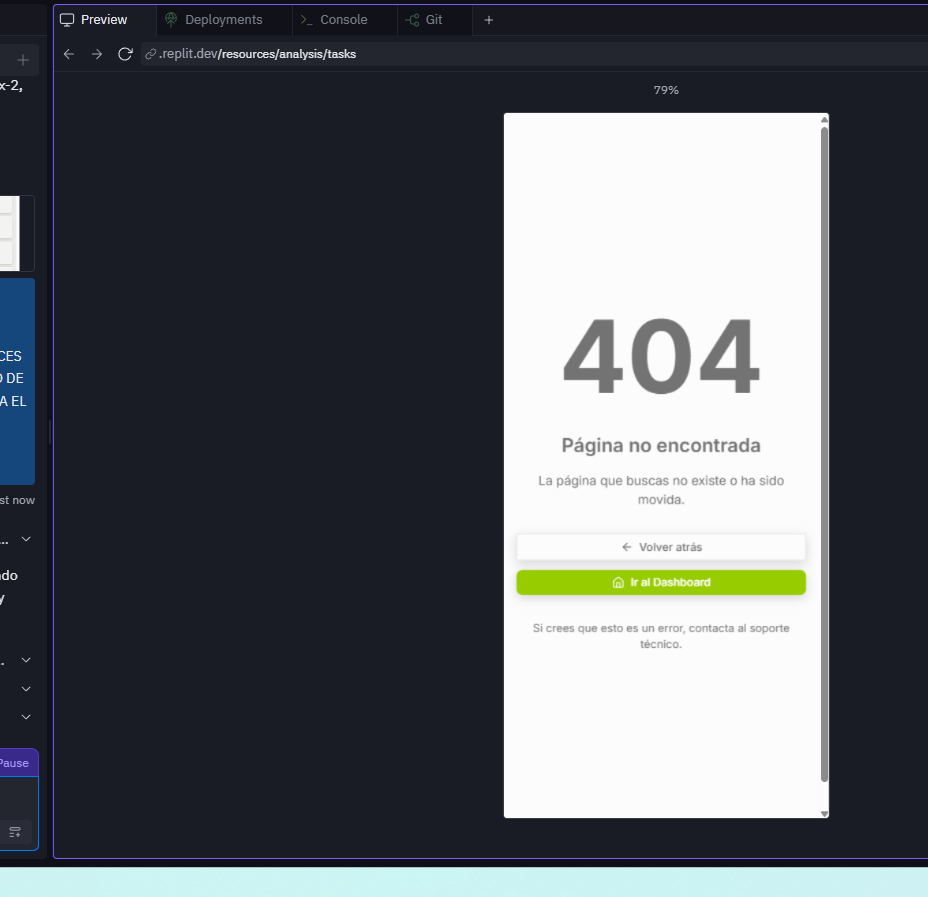 Preview
Deployments
Console
Git
.replit.dev/resources/analysis/tasks
79%
x-2,
CES
O DE
A EL
st now
...
ndo
y
.
Pause
404
Página no encontrada
La página que buscas no existe o ha sido
movida.
Volver atrás
Ir al Dashboard
Si crees que esto es un error, contacta al soporte
técnico.